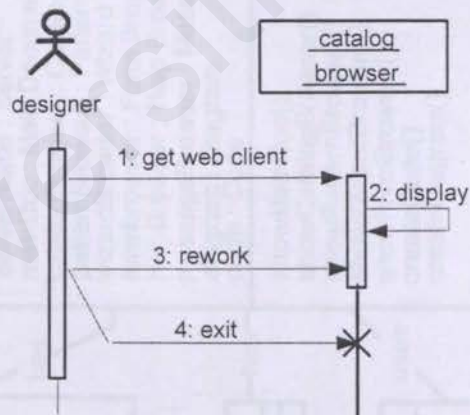 catalog
browser
designer
1: get web client
2: display
3: rework
4: exit